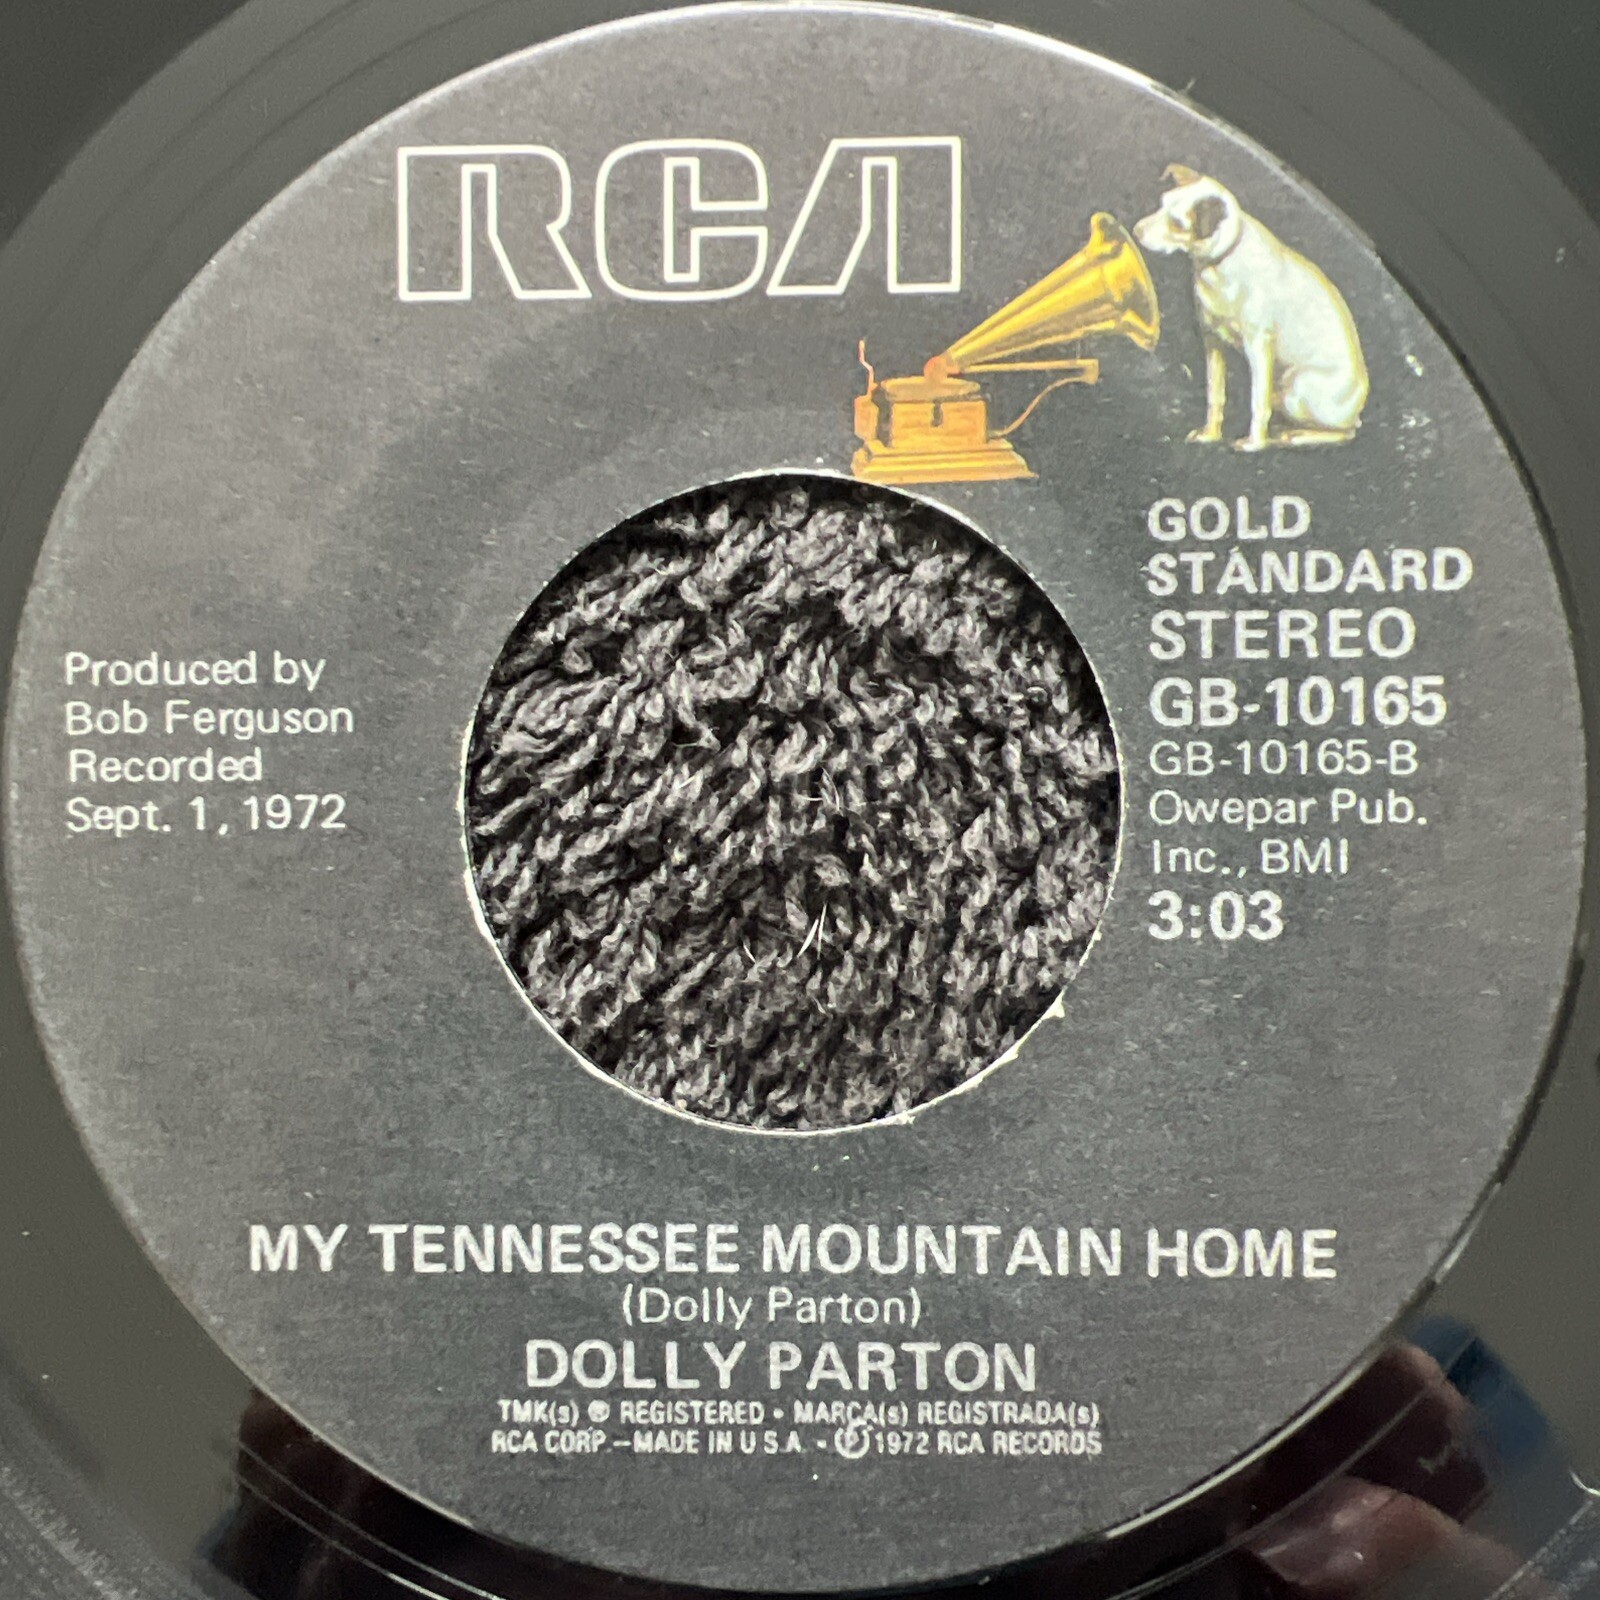 RCA
GOLD
STANDARD
STEREO
GB-10165
GB-10165-B
Owepar Pub.
Inc., BMI
3:03
Produced by
Bob Ferguson
Recorded
Sept. 1, 1972
MY TENNESSEE MOUNTAIN HOME
(Dolly Parton)
DOLLY PARTON
TMK(s) ® REGISTERED • MARCA(s) REGISTRADA(s)
RCA CORP.—MADE IN U.S.A. • ℗ 1972 RCA RECORDS